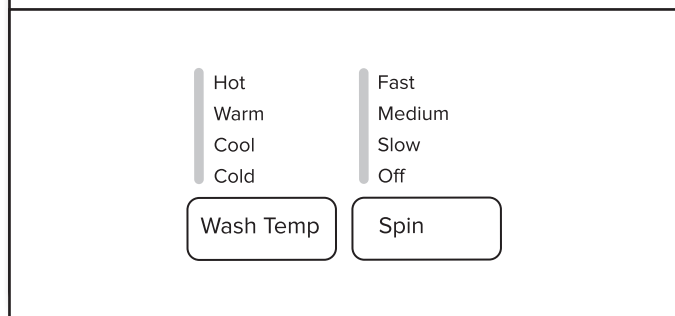 Hot
Warm
Cool
Cold
Wash Temp
Fast
Medium
Slow
Off
Spin